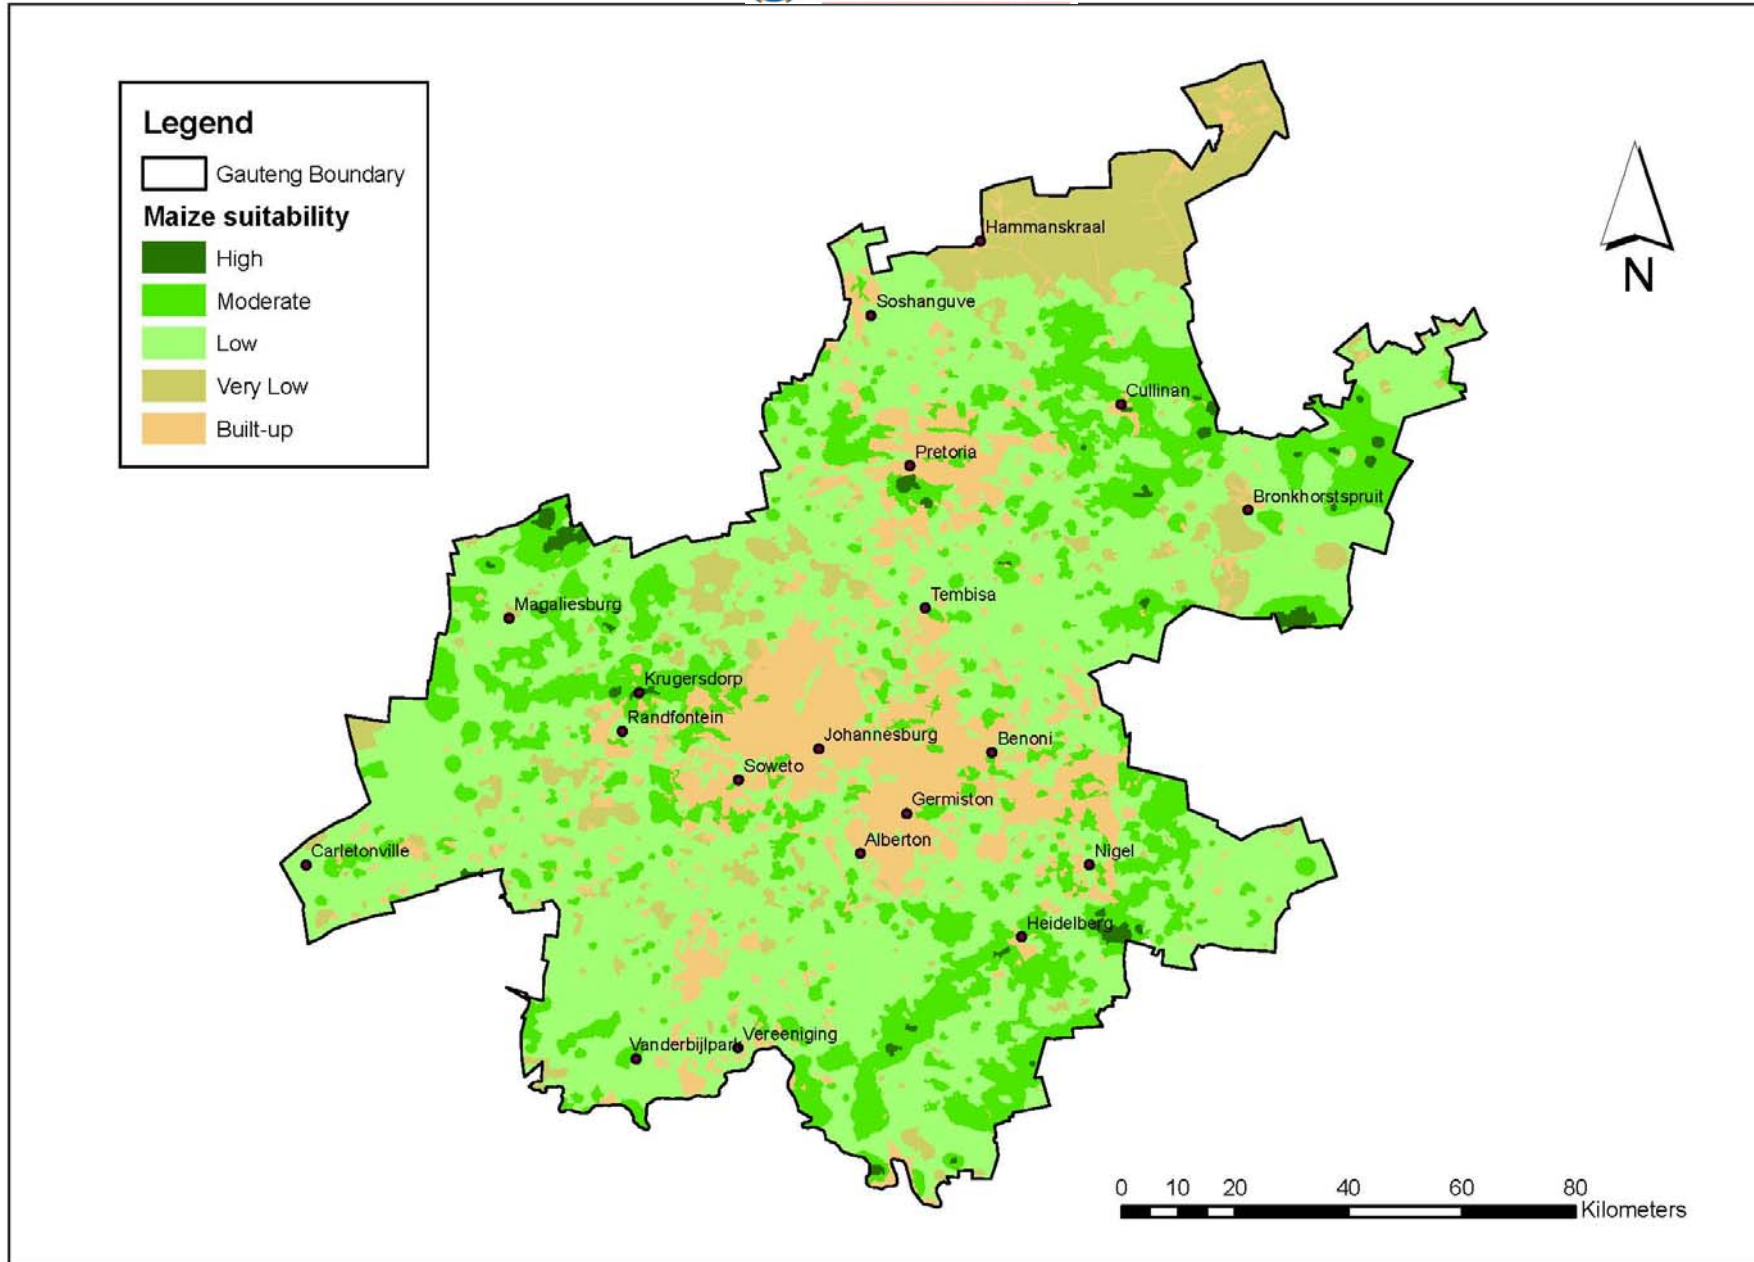 Legend
Gauteng Boundary
Maize suitability
High
Moderate
Low
Very Low
Built-up
N
Hammanskraal
Soshanguve
Cullinan
Pretoria
Bronkhorstspruit
Magaliesburg
Tembisa
Krugersdorp
Randfontein
Johannesburg
Benoni
Soweto
Germiston
Alberton
Carletonville
Nigel
Heidelberg
Vereeniging
Vanderbijlpark
0 10 20 40 60 80
Kilometers